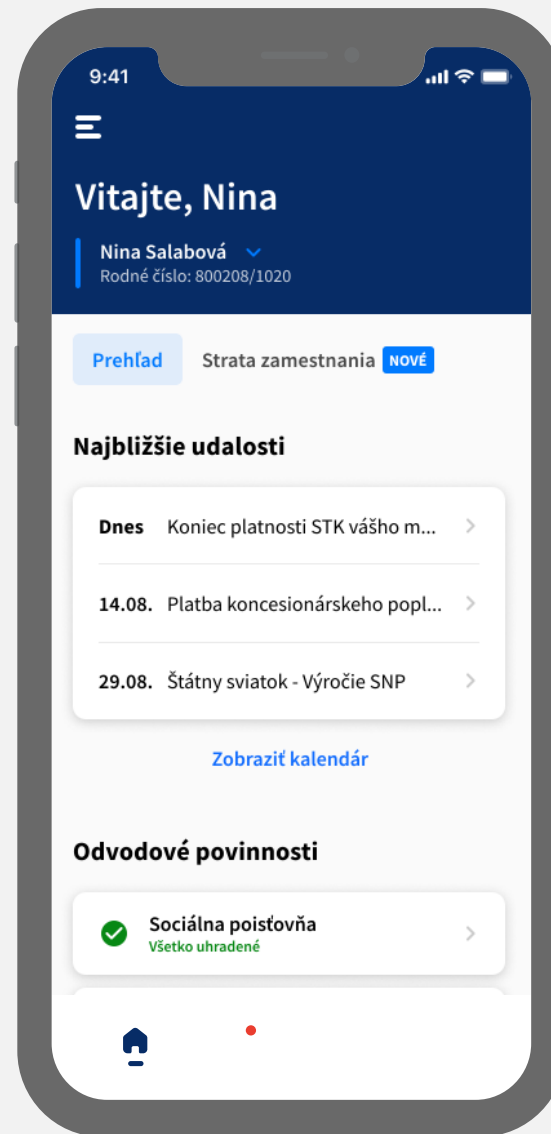 9:41
Vitajte, Nina
Nina Salabová
Rodné číslo: 800208/1020
Prehľad Strata zamestnania NOVÉ
Najbližšie udalosti
Dnes Koniec platnosti STK vášho m...
14.08. Platba koncesionárskeho popl...
29.08. Štátny sviatok - Výročie SNP
Zobraziť kalendár
Odvodové povinnosti
Sociálna poisťovňa
Všetko uhradené